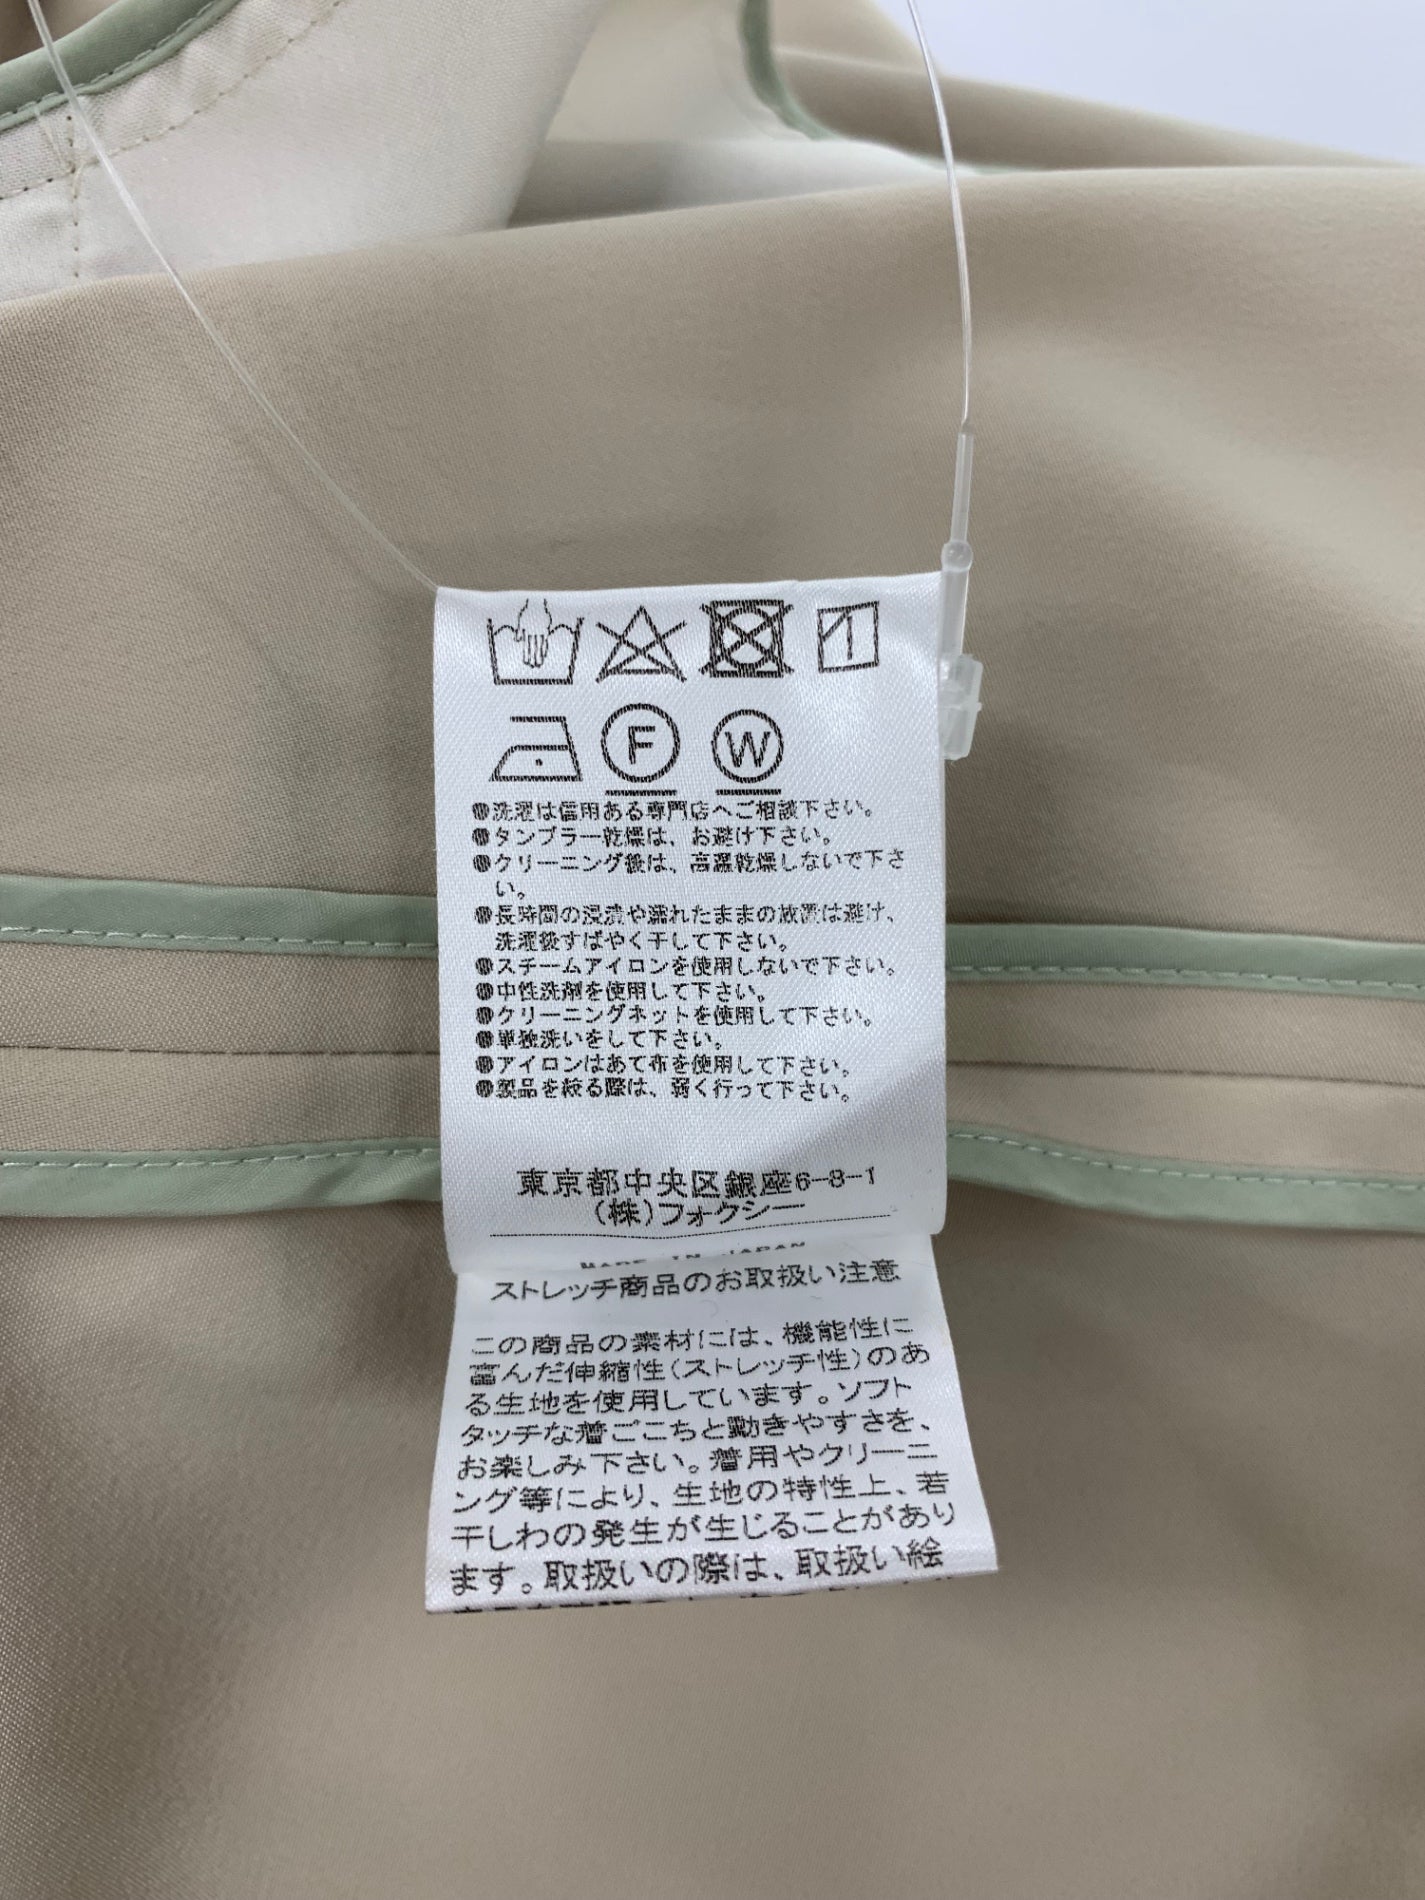 F W
●洗濯は信用ある専門店へご相談下さい。
●タンブラー乾燥は、お避け下さい。
●クリーニング後は、高温乾燥しないで下さ
い。
●長時間の浸漬や濡れたままの放置は避け、
洗濯後すばやく干して下さい。
●スチームアイロンを使用しないで下さい。
●中性洗剤を使用して下さい。
●クリーニングネットを使用して下さい。
●単独洗いをして下さい。
●アイロンはあて布を使用して下さい。
●製品を絞る際は、弱く行って下さい。
東京都中央区銀座6-8-1
(株)フォクシー
MADE IN JAPAN
ストレッチ商品のお取扱い注意
この商品の素材には、機能性に
富んだ伸縮性(ストレッチ性)のあ
る生地を使用しています。ソフト
タッチな着ごこちと動きやすさを、
お楽しみ下さい。着用やクリーニ
ング等により、生地の特性上、若
干しわの発生が生じることがあり
ます。取扱いの際は、取扱い絵